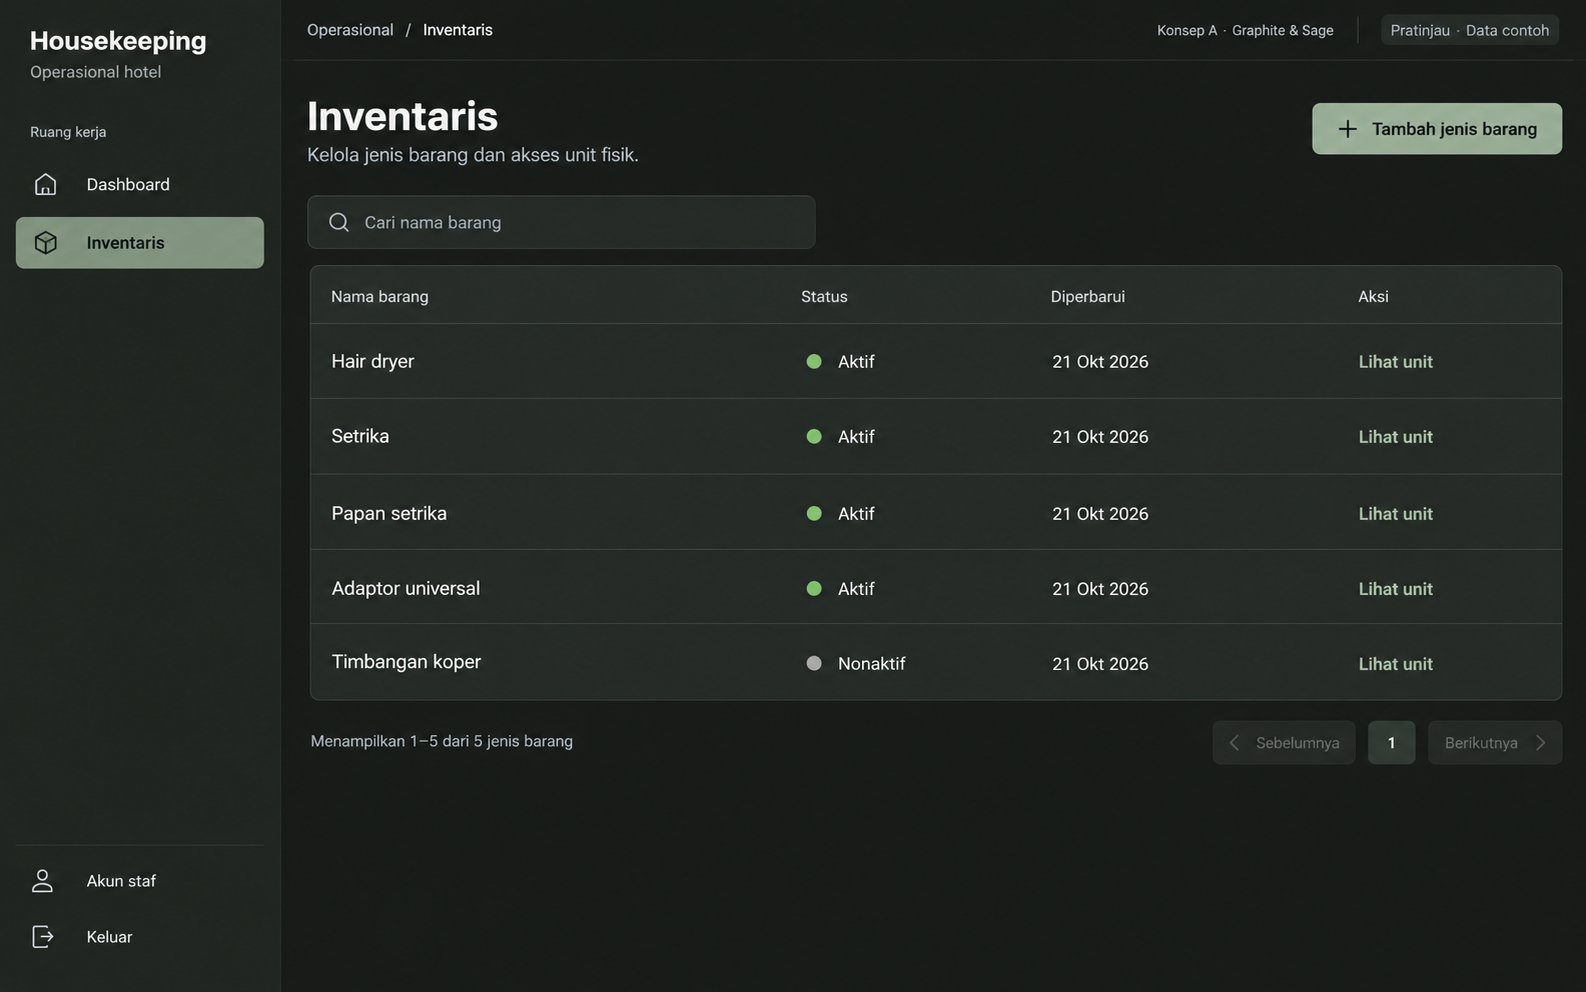 Housekeeping
Operasional hotel
Ruang kerja
Dashboard
Inventaris
Akun staf
Keluar
Operasional / Inventaris
Konsep A · Graphite & Sage
Pratinjau · Data contoh
Inventaris
Kelola jenis barang dan akses unit fisik.
Tambah jenis barang
Cari nama barang
Nama barang Status Diperbarui Aksi
Hair dryer Aktif 21 Okt 2026 Lihat unit
Setrika Aktif 21 Okt 2026 Lihat unit
Papan setrika Aktif 21 Okt 2026 Lihat unit
Adaptor universal Aktif 21 Okt 2026 Lihat unit
Timbangan koper Nonaktif 21 Okt 2026 Lihat unit
Menampilkan 1–5 dari 5 jenis barang
Sebelumnya 1 Berikutnya